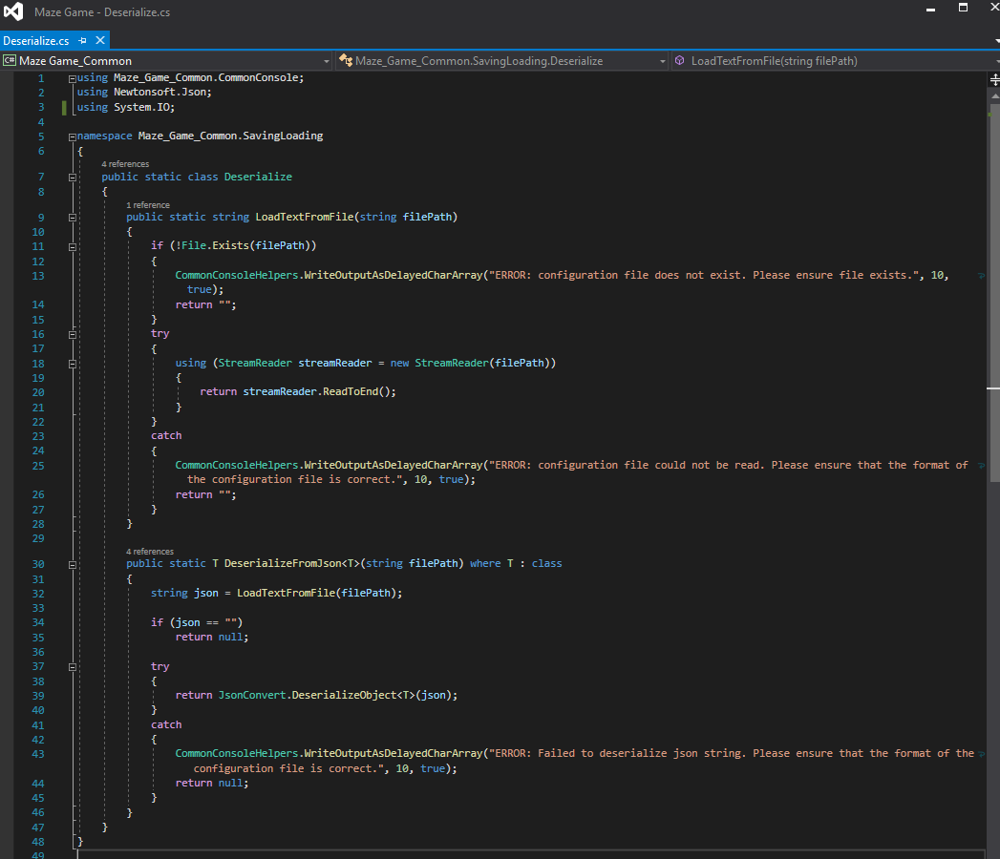 Maze Game - Deserialize.cs
Deserialize.cs
C# Maze Game_Common Maze_Game_Common.SavingLoading.Deserialize LoadTextFromFile(string filePath)
1 using Maze_Game_Common.CommonConsole;
2 using Newtonsoft.Json;
3 using System.IO;
4
5 namespace Maze_Game_Common.SavingLoading
6 {
4 references
7 public static class Deserialize
8 {
1 reference
9 public static string LoadTextFromFile(string filePath)
10 {
11 if (!File.Exists(filePath))
12 {
13 CommonConsoleHelpers.WriteOutputAsDelayedCharArray("ERROR: configuration file does not exist. Please ensure file exists.", 10,
true);
14 return "";
15 }
16 try
17 {
18 using (StreamReader streamReader = new StreamReader(filePath))
19 {
20 return streamReader.ReadToEnd();
21 }
22 }
23 catch
24 {
25 CommonConsoleHelpers.WriteOutputAsDelayedCharArray("ERROR: configuration file could not be read. Please ensure that the format of
the configuration file is correct.", 10, true);
26 return "";
27 }
28 }
29
4 references
30 public static T DeserializeFromJson<T>(string filePath) where T : class
31 {
32 string json = LoadTextFromFile(filePath);
33
34 if (json == "")
35 return null;
36
37 try
38 {
39 return JsonConvert.DeserializeObject<T>(json);
40 }
41 catch
42 {
43 CommonConsoleHelpers.WriteOutputAsDelayedCharArray("ERROR: Failed to deserialize json string. Please ensure that the format of the
configuration file is correct.", 10, true);
44 return null;
45 }
46 }
47 }
48 }
49